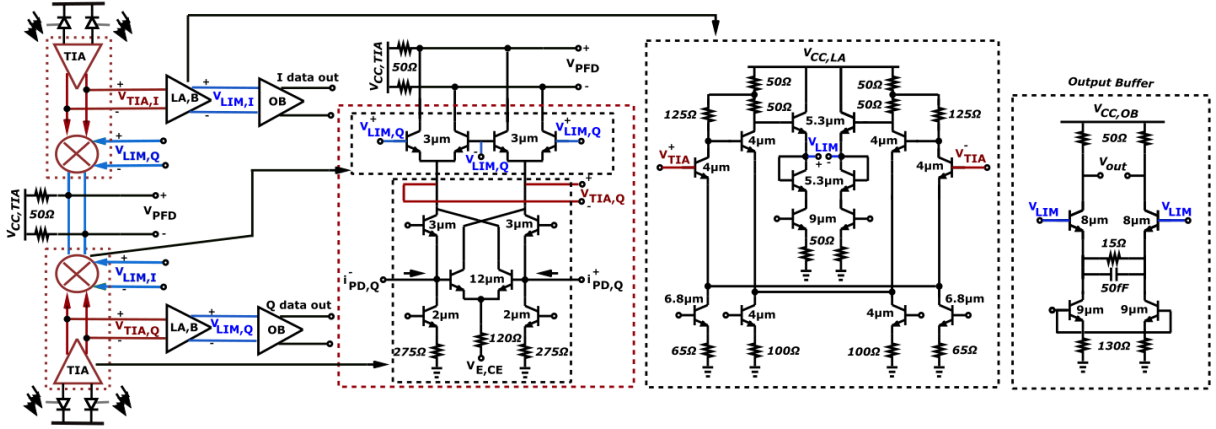 TIA
+
-
V_TIA,I
LA,B
+
V_LIM,I
-
OB
I data out
+
V_LIM,Q
-
V_CC,TIA
50Ω
+
V_PFD
-
+
V_LIM,I
-
Q data out
+
V_TIA,Q
-
LA,B
+
V_LIM,Q
-
OB
TIA
V_CC,TIA
50Ω
+
V_PFD
-
V⁺_LIM,Q
3μm
3μm
V⁺_LIM,Q
V⁻_LIM,Q
+
V_TIA,Q
-
3μm
3μm
i⁻_PD,Q
12μm
i⁺_PD,Q
2μm
2μm
275Ω
120Ω
275Ω
V_E,CE
V_CC,LA
50Ω
50Ω
50Ω
50Ω
125Ω
125Ω
5.3μm
4μm
4μm
V_LIM
+ -
V⁺_TIA
4μm
4μm
V⁻_TIA
5.3μm
9μm
50Ω
6.8μm
6.8μm
4μm
4μm
65Ω
100Ω
100Ω
65Ω
Output Buffer
V_CC,OB
50Ω
V_out
V_LIM
8μm
8μm
V_LIM
15Ω
50fF
9μm
9μm
130Ω